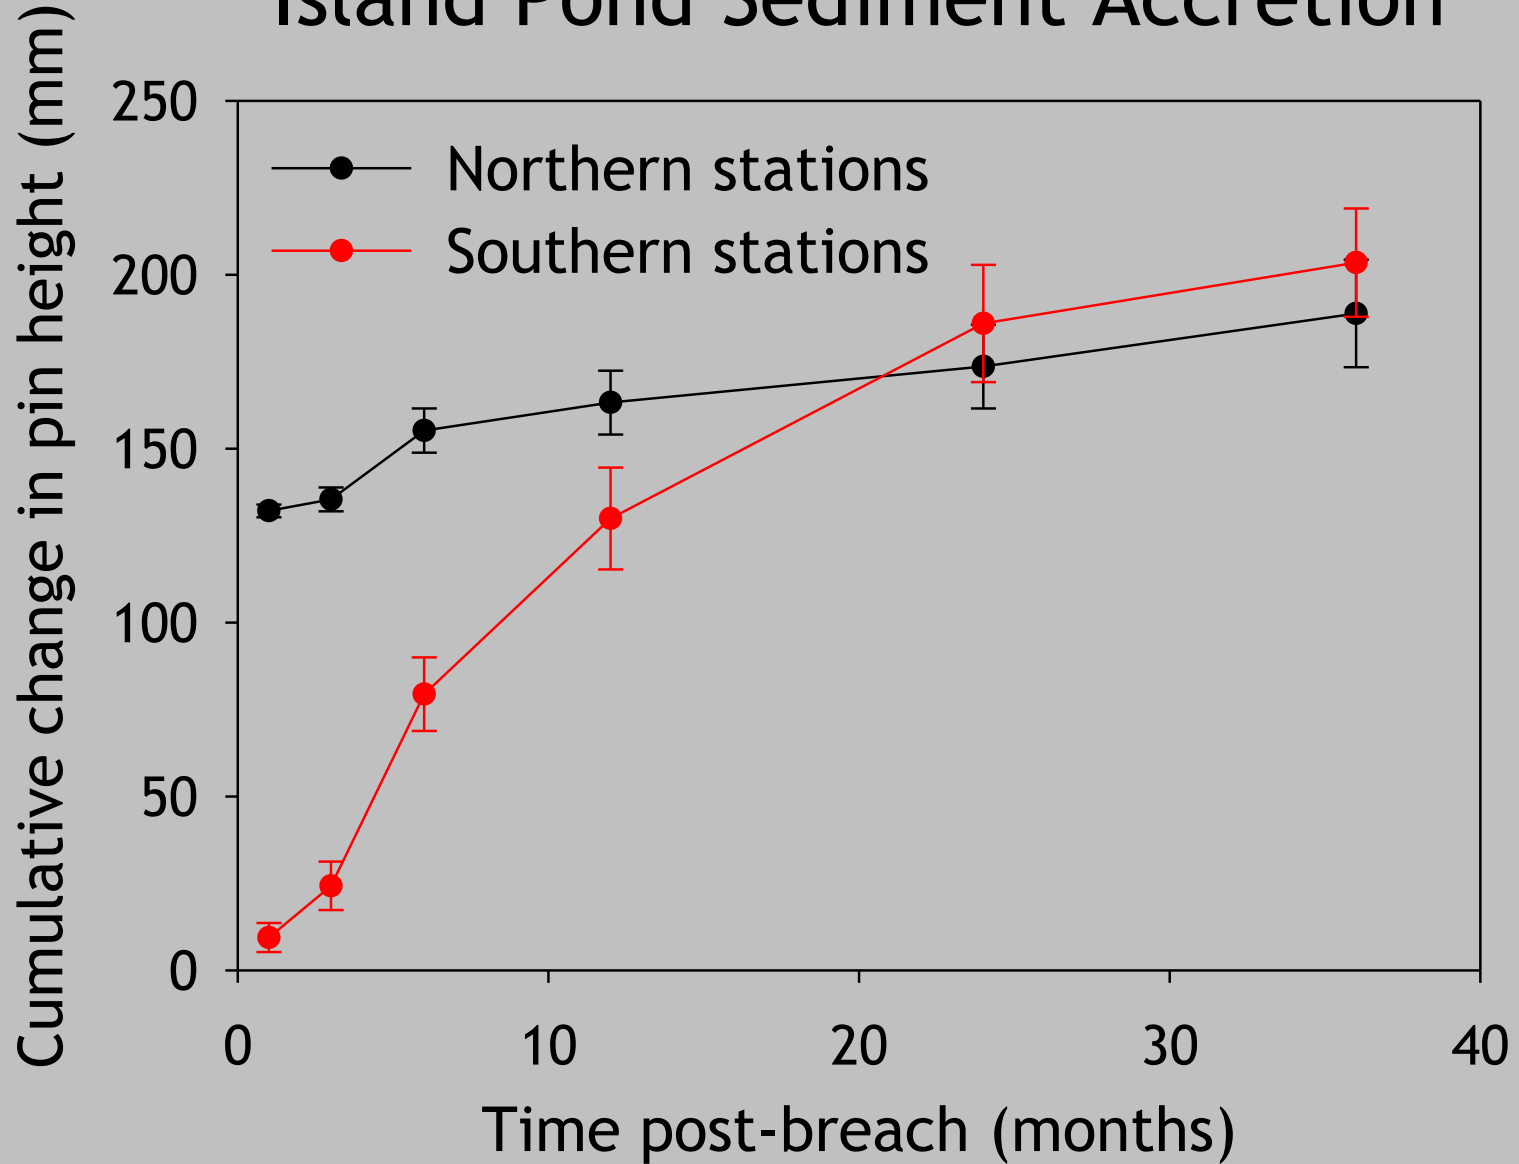 Island Pond Sediment Accretion
Cumulative change in pin height (mm)
250
200
150
100
50
0
Northern stations
Southern stations
0 10 20 30 40
Time post-breach (months)